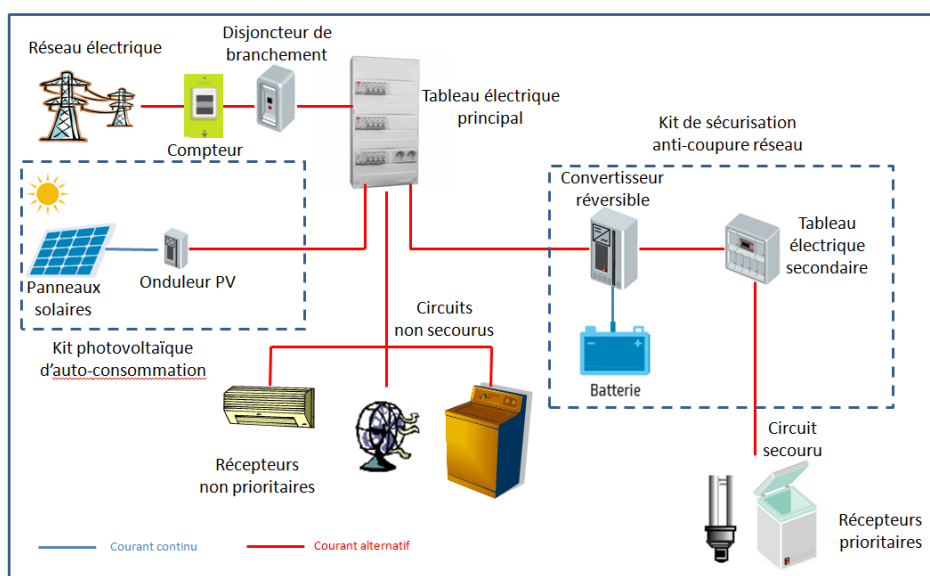 Réseau électrique
Disjoncteur de
branchement
Compteur
Tableau électrique
principal
Kit de sécurisation
anti-coupure réseau
Convertisseur
réversible
Tableau
électrique
secondaire
Panneaux
solaires
Onduleur PV
Kit photovoltaïque
d'auto-consommation
Circuits
non secourus
Batterie
Récepteurs
non prioritaires
Circuit
secouru
Récepteurs
prioritaires
Courant continu
Courant alternatif